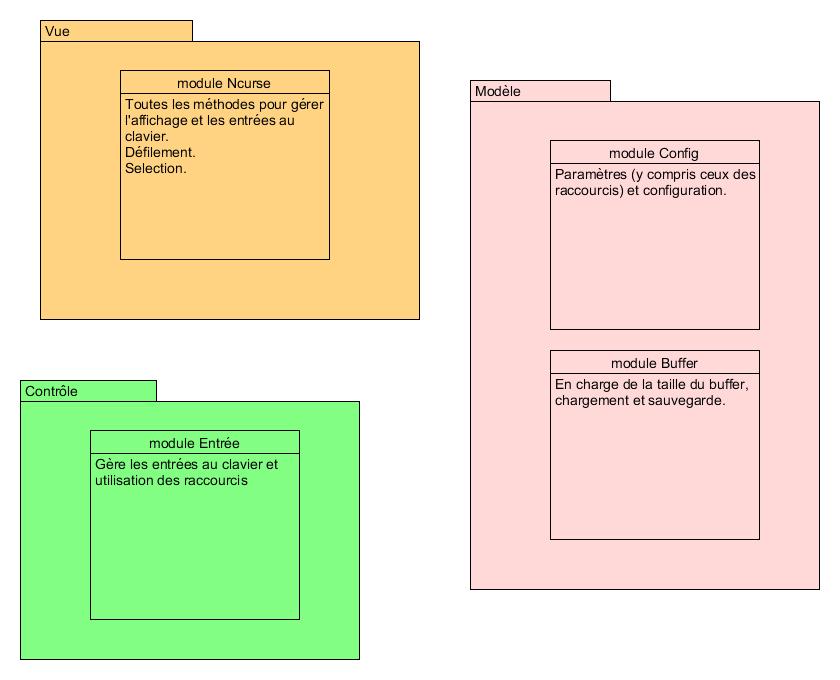 Vue
module Ncurse
Toutes les méthodes pour gérer
l'affichage et les entrées au
clavier.
Défilement.
Selection.
Modèle
module Config
Paramètres (y compris ceux des
raccourcis) et configuration.
module Buffer
En charge de la taille du buffer,
chargement et sauvegarde.
Contrôle
module Entrée
Gère les entrées au clavier et
utilisation des raccourcis